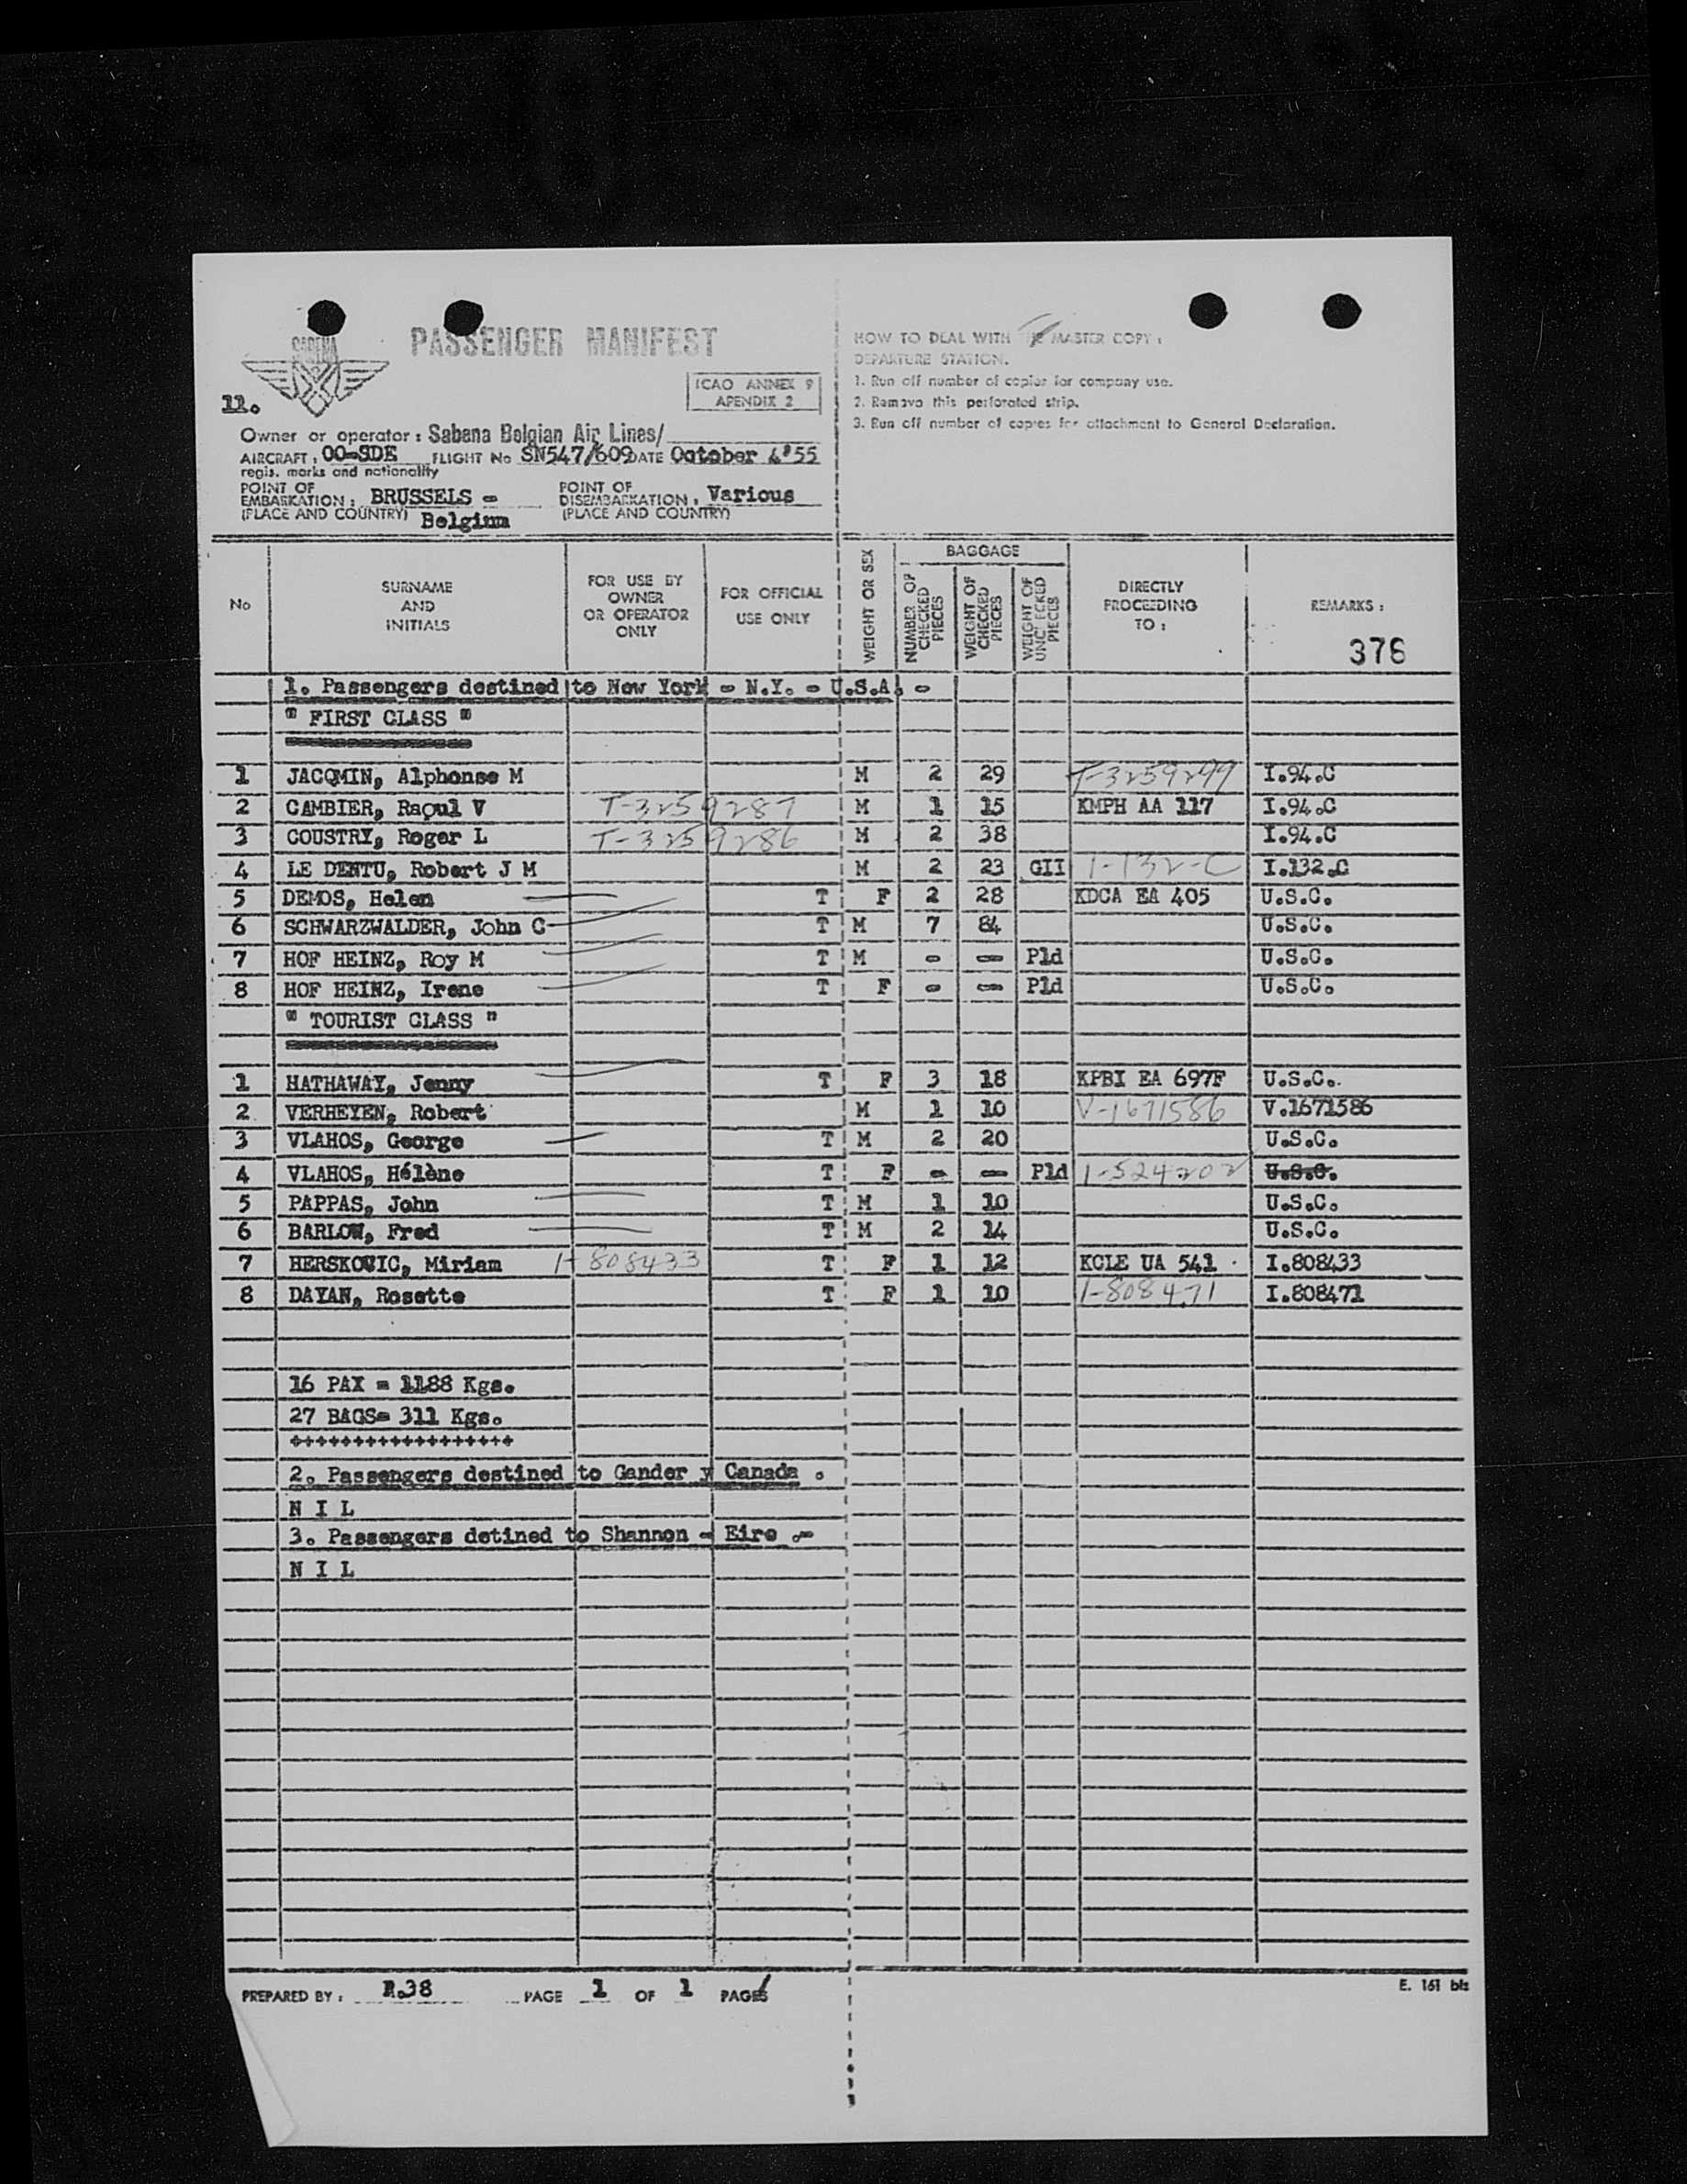 SABENA
PASSENGER MANIFEST
ICAO ANNEX 9
APENDIX 2
11.
Owner or operator : Sabena Belgian Air Lines/
AIRCRAFT : OO-SDE FLIGHT No SN547/609 DATE October 4'55
regis. marks and nationality
POINT OF EMBARKATION : BRUSSELS - POINT OF DISEMBARKATION : Various
(PLACE AND COUNTRY) Belgium (PLACE AND COUNTRY)
HOW TO DEAL WITH THE MASTER COPY :
DEPARTURE STATION.
1. Run off number of copies for company use.
2. Remove this perforated strip.
3. Run off number of copies for attachment to General Declaration.
No
SURNAME AND INITIALS
FOR USE BY OWNER OR OPERATOR ONLY
FOR OFFICIAL USE ONLY
WEIGHT OR SEX
BAGGAGE
NUMBER OF CHECKED PIECES
WEIGHT OF CHECKED PIECES
WEIGHT OF UNCHECKED PIECES
DIRECTLY PROCEEDING TO :
REMARKS :
376
1. Passengers destined to New York - N.Y. - U.S.A. -
" FIRST CLASS "
1 JACQMIN, Alphonse M M 2 29 T-3259299 I.94.C
2 CAMBIER, Raoul V T-3259287 M 1 15 KMPH AA 117 I.94.C
3 COUSTRY, Roger L T-3259286 M 2 38 I.94.C
4 LE DENTU, Robert J M M 2 23 GII 1-132-C I.132.C
5 DEMOS, Helen T F 2 28 KDCA EA 405 U.S.C.
6 SCHWARZWALDER, John C T M 7 84 U.S.C.
7 HOF HEINZ, Roy M T M - - Pld U.S.C.
8 HOF HEINZ, Irene T F - - Pld U.S.C.
" TOURIST CLASS "
1 HATHAWAY, Jenny T F 3 18 KPBI EA 697F U.S.C.
2 VERHEYEN, Robert M 1 10 V-1671586 V.1671586
3 VLAHOS, George T M 2 20 U.S.C.
4 VLAHOS, Hélène T F - - Pld 1-524202 U.S.C.
5 PAPPAS, John T M 1 10 U.S.C.
6 BARLOW, Fred T M 2 14 U.S.C.
7 HERSKOVIC, Miriam 1-808433 T F 1 12 KCLE UA 541 I.808433
8 DAYAN, Rosette T F 1 10 1-808471 I.808471
16 PAX = 1188 Kgs.
27 BAGS= 311 Kgs.
++++++++++++++++++
2. Passengers destined to Gander y Canada .
N I L
3. Passengers detined to Shannon - Eire .-
N I L
PREPARED BY : R.38 PAGE 1 OF 1 PAGES
E. 161 bis